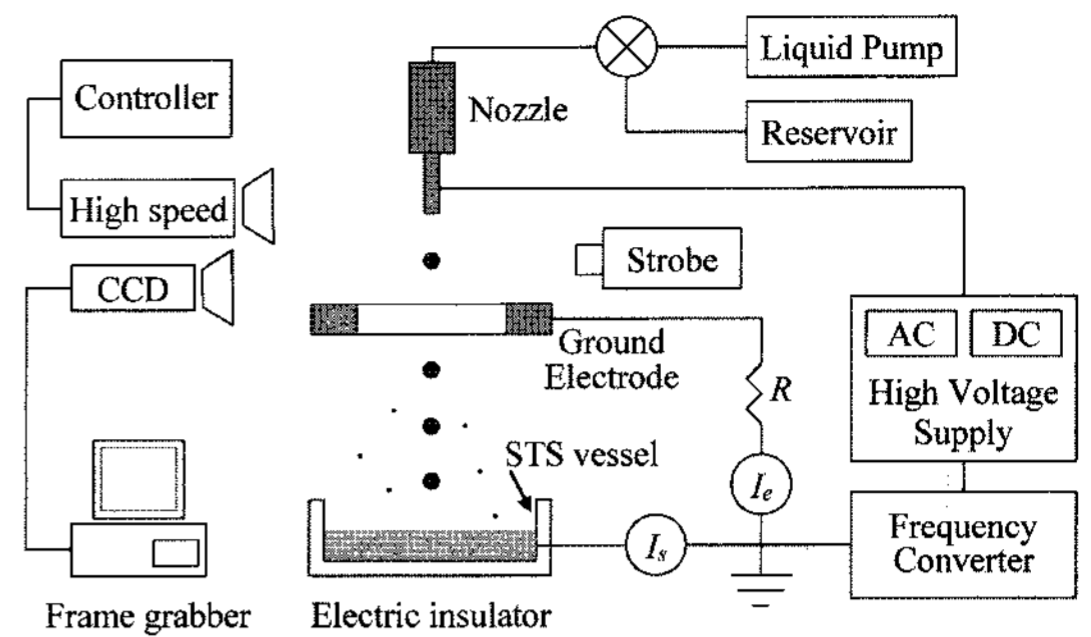 Liquid Pump
Controller
Nozzle
Reservoir
High speed
Strobe
CCD
Ground
Electrode
AC
DC
R
High Voltage
Supply
STS vessel
Ie
Is
Frequency
Converter
Frame grabber
Electric insulator